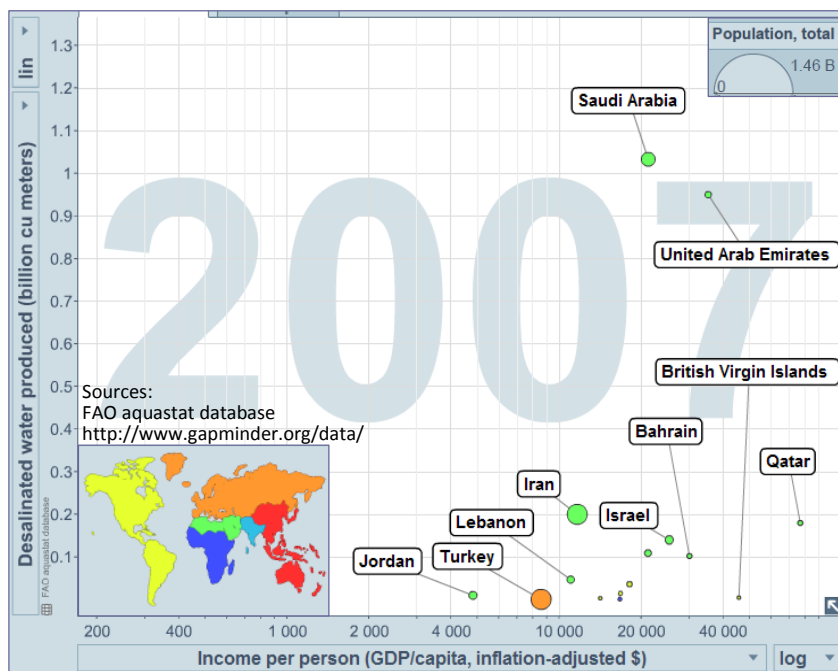 Population, total
1.46 B
0
lin
Desalinated water produced (billion cu meters)
1.3
1.2
1.1
1
0.9
0.8
0.7
0.6
0.5
0.4
0.3
0.2
0.1
2007
Saudi Arabia
United Arab Emirates
British Virgin Islands
Bahrain
Qatar
Iran
Israel
Lebanon
Jordan
Turkey
Sources:
FAO aquastat database
http://www.gapminder.org/data/
FAO aquastat database
200
400
1 000
2 000
4 000
10 000
20 000
40 000
Income per person (GDP/capita, inflation-adjusted $)
log